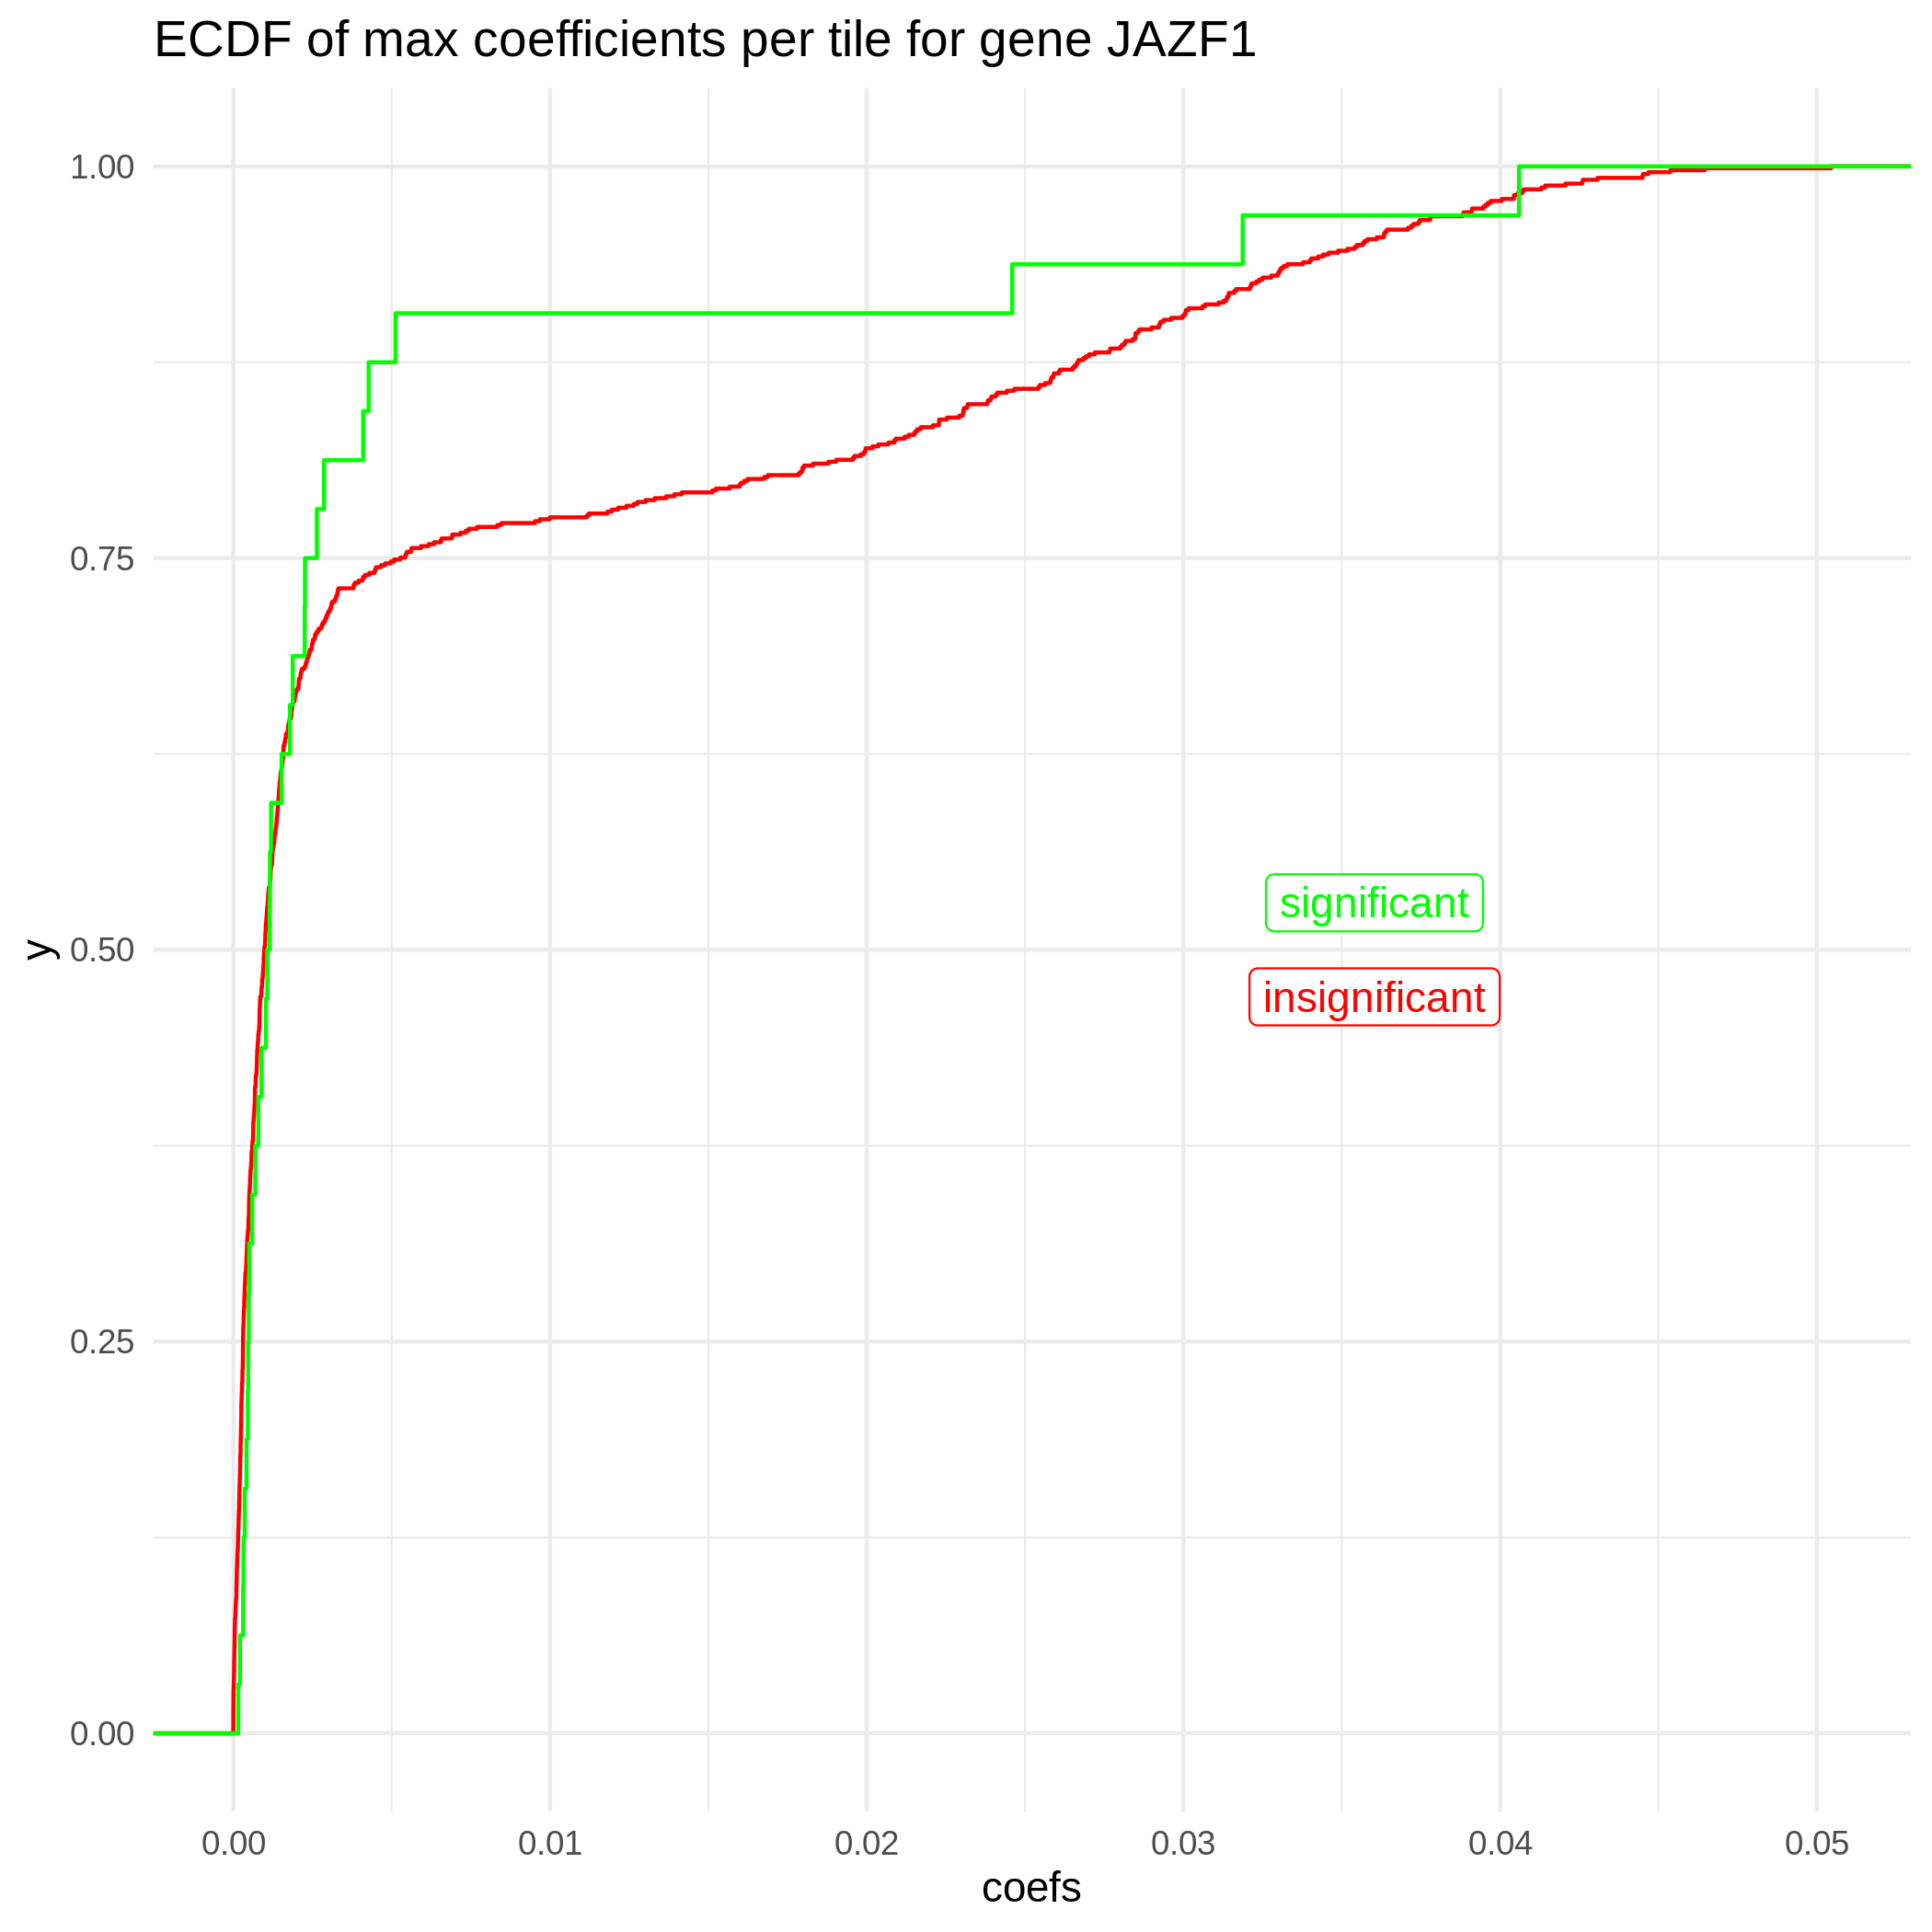 ECDF of max coefficients per tile for gene JAZF1
1.00
0.75
0.50
0.25
0.00
y
significant
insignificant
0.00 0.01 0.02 0.03 0.04 0.05
coefs